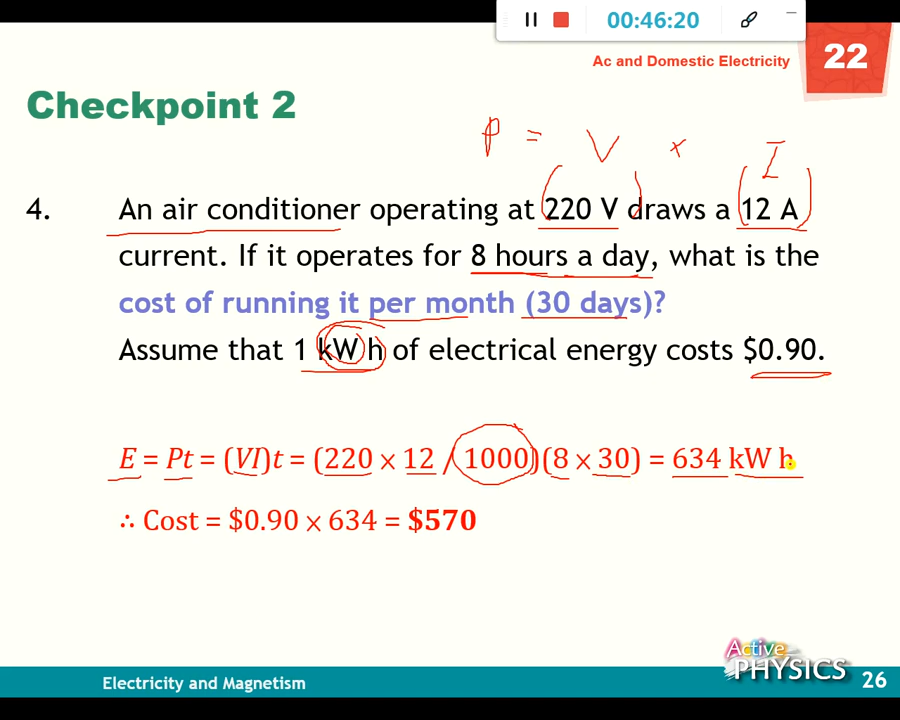 00:46:20
Ac and Domestic Electricity
22
Checkpoint 2
P = V × I
4. An air conditioner operating at 220 V draws a 12 A
current. If it operates for 8 hours a day, what is the
cost of running it per month (30 days)?
Assume that 1 kW h of electrical energy costs $0.90.
E = Pt = (VI)t = (220 × 12 / 1000)(8 × 30) = 634 kW h
∴ Cost = $0.90 × 634 = $570
Active
PHYSICS
Electricity and Magnetism
26